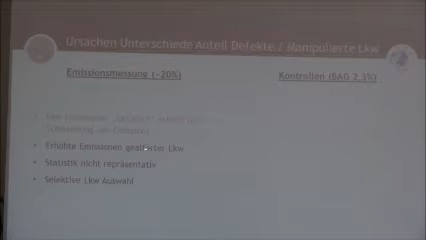 Ursachen Unterschiede Anteil Defekte / Manipulierte Lkw
Emissionsmessung (~20%)
Kontrollen (BAG 2,3%)
Erhöhte Emissionen gealterter Lkw
Statistik nicht repräsentativ
Selektive Lkw Auswahl